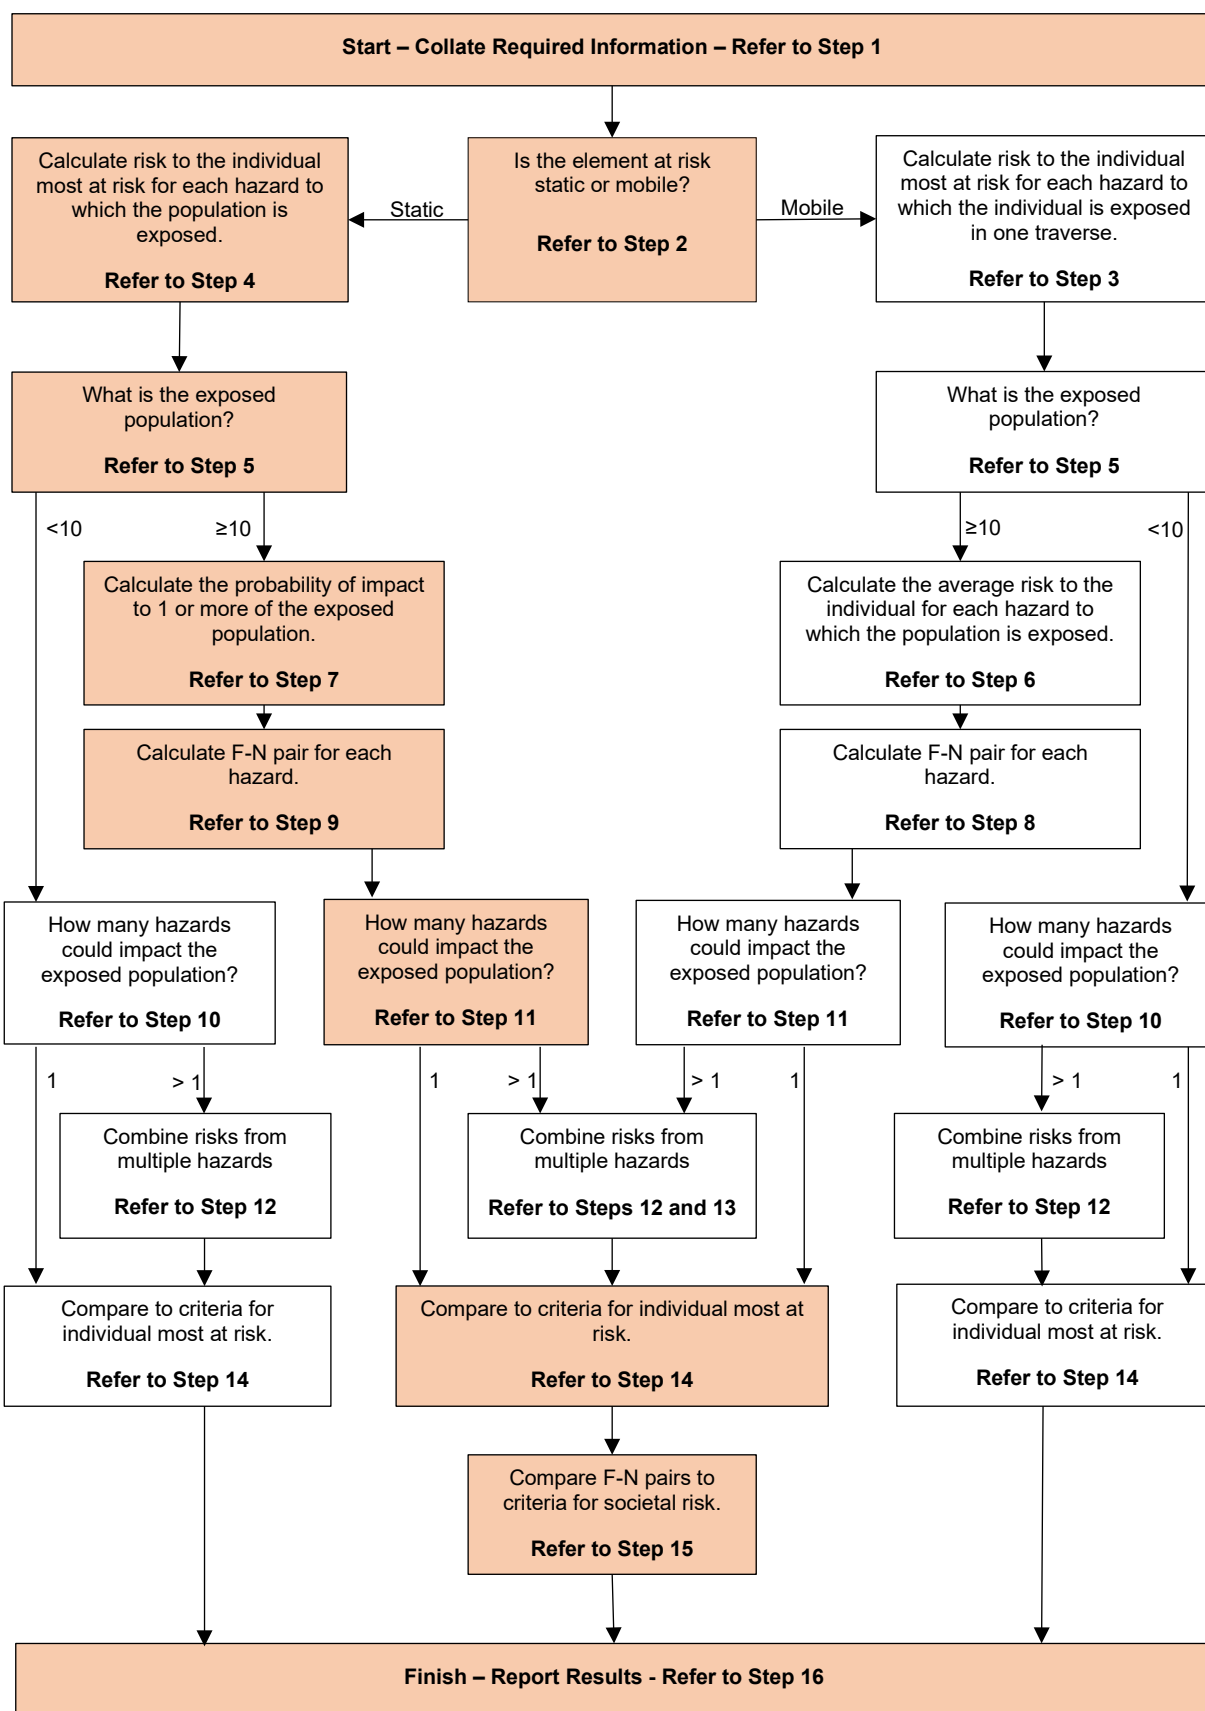 Start – Collate Required Information – Refer to Step 1
Calculate risk to the individual
most at risk for each hazard to
which the population is
exposed.
Refer to Step 4
Static
Is the element at risk
static or mobile?
Refer to Step 2
Mobile
Calculate risk to the individual
most at risk for each hazard to
which the individual is exposed
in one traverse.
Refer to Step 3
What is the exposed
population?
Refer to Step 5
What is the exposed
population?
Refer to Step 5
<10
≥10
≥10
<10
Calculate the probability of impact
to 1 or more of the exposed
population.
Refer to Step 7
Calculate the average risk to the
individual for each hazard to
which the population is exposed.
Refer to Step 6
Calculate F-N pair for each
hazard.
Refer to Step 9
Calculate F-N pair for each
hazard.
Refer to Step 8
How many hazards
could impact the
exposed population?
Refer to Step 10
How many hazards
could impact the
exposed population?
Refer to Step 11
How many hazards
could impact the
exposed population?
Refer to Step 11
How many hazards
could impact the
exposed population?
Refer to Step 10
1
> 1
1
> 1
> 1
1
> 1
1
Combine risks from
multiple hazards
Refer to Step 12
Combine risks from
multiple hazards
Refer to Steps 12 and 13
Combine risks from
multiple hazards
Refer to Step 12
Compare to criteria for
individual most at risk.
Refer to Step 14
Compare to criteria for individual most at
risk.
Refer to Step 14
Compare to criteria for
individual most at risk.
Refer to Step 14
Compare F-N pairs to
criteria for societal risk.
Refer to Step 15
Finish – Report Results - Refer to Step 16